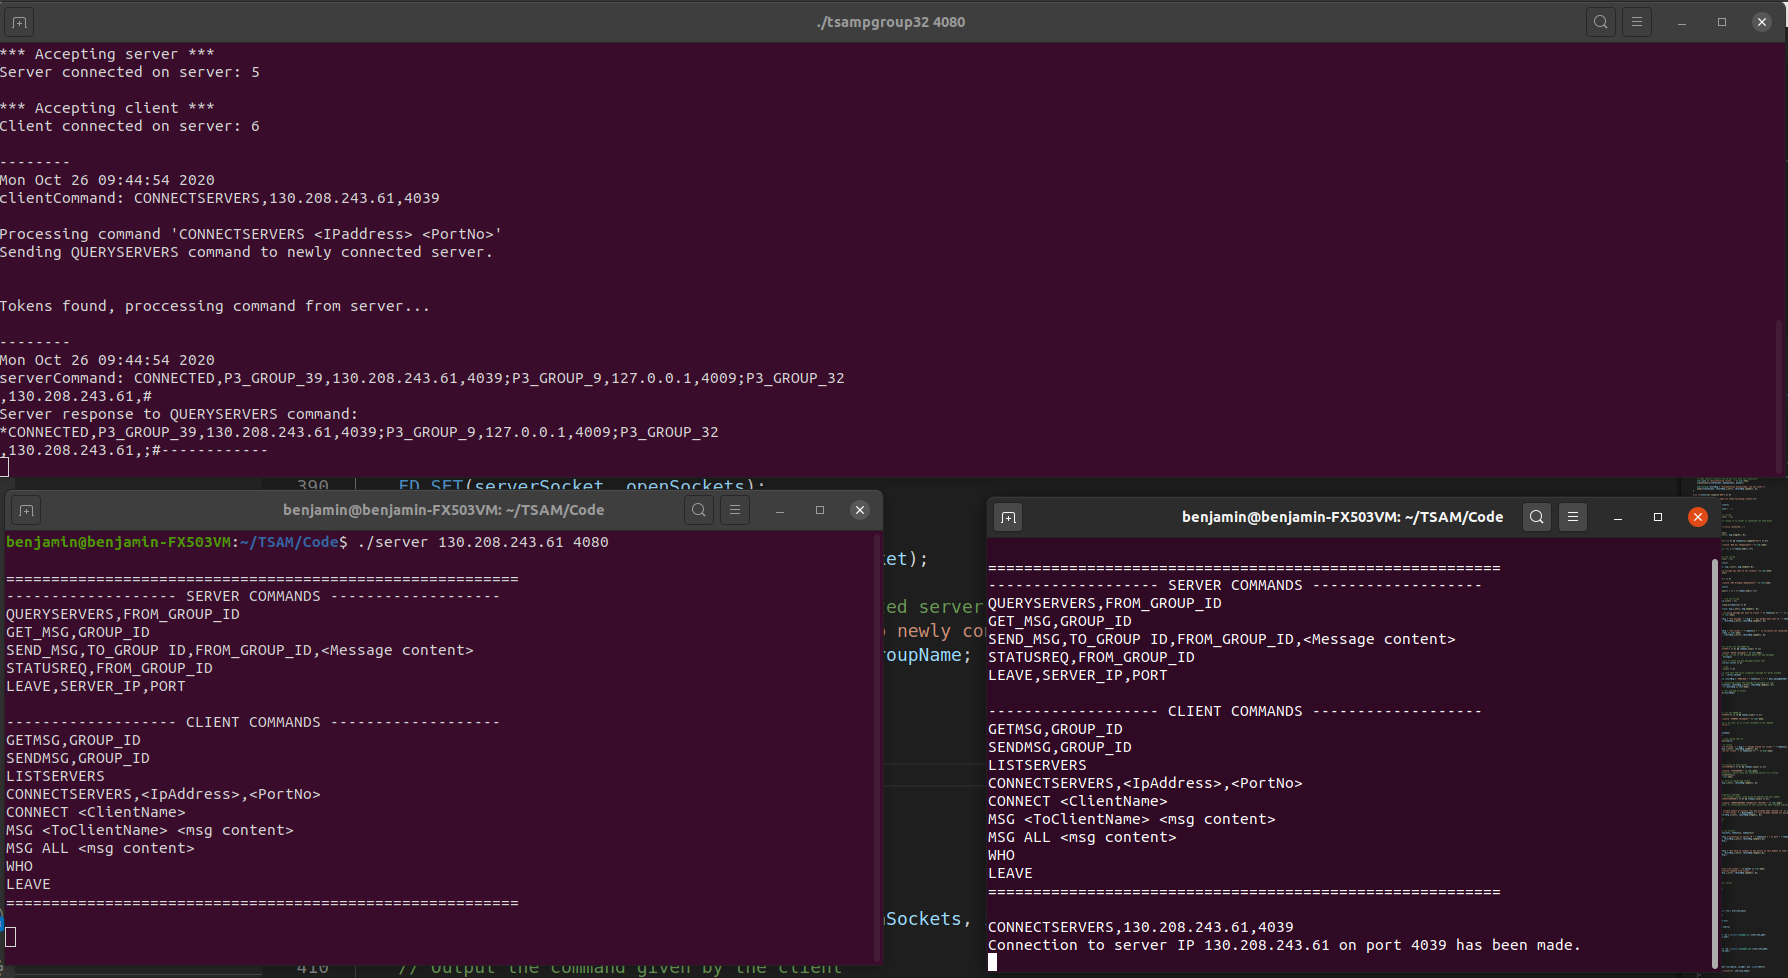 ./tsampgroup32 4080
*** Accepting server ***
Server connected on server: 5
*** Accepting client ***
Client connected on server: 6
--------
Mon Oct 26 09:44:54 2020
clientCommand: CONNECTSERVERS,130.208.243.61,4039
Processing command 'CONNECTSERVERS <IPaddress> <PortNo>'
Sending QUERYSERVERS command to newly connected server.
Tokens found, proccessing command from server...
--------
Mon Oct 26 09:44:54 2020
serverCommand: CONNECTED,P3_GROUP_39,130.208.243.61,4039;P3_GROUP_9,127.0.0.1,4009;P3_GROUP_32
,130.208.243.61,#
Server response to QUERYSERVERS command:
*CONNECTED,P3_GROUP_39,130.208.243.61,4039;P3_GROUP_9,127.0.0.1,4009;P3_GROUP_32
,130.208.243.61,;#------------
390 FD_SET(serverSocket, openSockets);
benjamin@benjamin-FX503VM: ~/TSAM/Code
benjamin@benjamin-FX503VM:~/TSAM/Code$ ./server 130.208.243.61 4080
==========================================================
------------------- SERVER COMMANDS -------------------
QUERYSERVERS,FROM_GROUP_ID
GET_MSG,GROUP_ID
SEND_MSG,TO_GROUP ID,FROM_GROUP_ID,<Message content>
STATUSREQ,FROM_GROUP_ID
LEAVE,SERVER_IP,PORT
------------------- CLIENT COMMANDS -------------------
GETMSG,GROUP_ID
SENDMSG,GROUP_ID
LISTSERVERS
CONNECTSERVERS,<IpAddress>,<PortNo>
CONNECT <ClientName>
MSG <ToClientName> <msg content>
MSG ALL <msg content>
WHO
LEAVE
==========================================================
ket);
ed server
newly co
roupName;
nSockets,
410 // Output the command given by the client
benjamin@benjamin-FX503VM: ~/TSAM/Code
==========================================================
------------------- SERVER COMMANDS -------------------
QUERYSERVERS,FROM_GROUP_ID
GET_MSG,GROUP_ID
SEND_MSG,TO_GROUP ID,FROM_GROUP_ID,<Message content>
STATUSREQ,FROM_GROUP_ID
LEAVE,SERVER_IP,PORT
------------------- CLIENT COMMANDS -------------------
GETMSG,GROUP_ID
SENDMSG,GROUP_ID
LISTSERVERS
CONNECTSERVERS,<IpAddress>,<PortNo>
CONNECT <ClientName>
MSG <ToClientName> <msg content>
MSG ALL <msg content>
WHO
LEAVE
==========================================================
CONNECTSERVERS,130.208.243.61,4039
Connection to server IP 130.208.243.61 on port 4039 has been made.